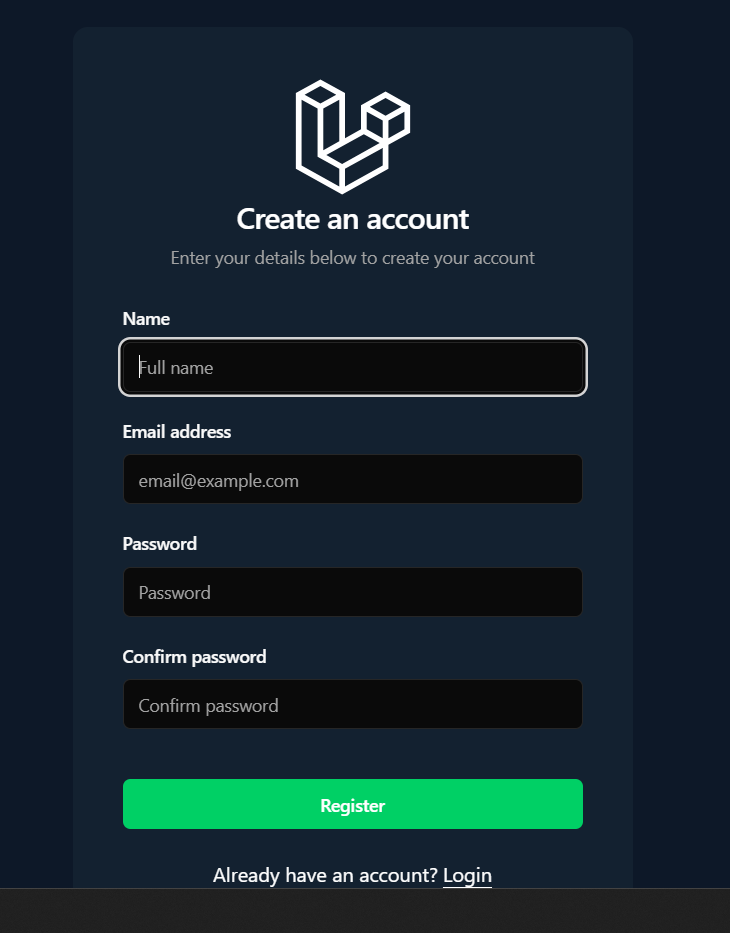 Create an account
Enter your details below to create your account
Name
Full name
Email address
email@example.com
Password
Password
Confirm password
Confirm password
Register
Already have an account? Login